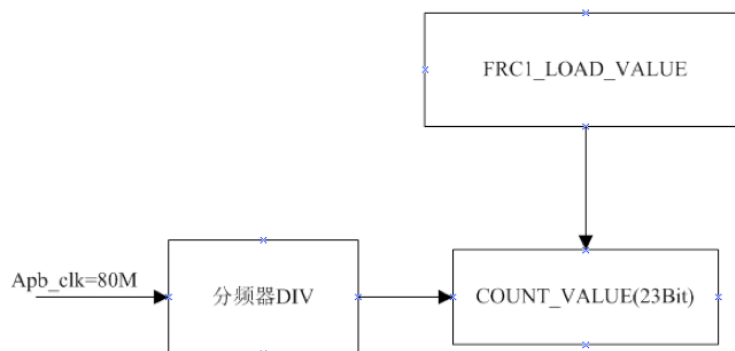 FRC1_LOAD_VALUE
Apb_clk=80M
分频器DIV
COUNT_VALUE(23Bit)